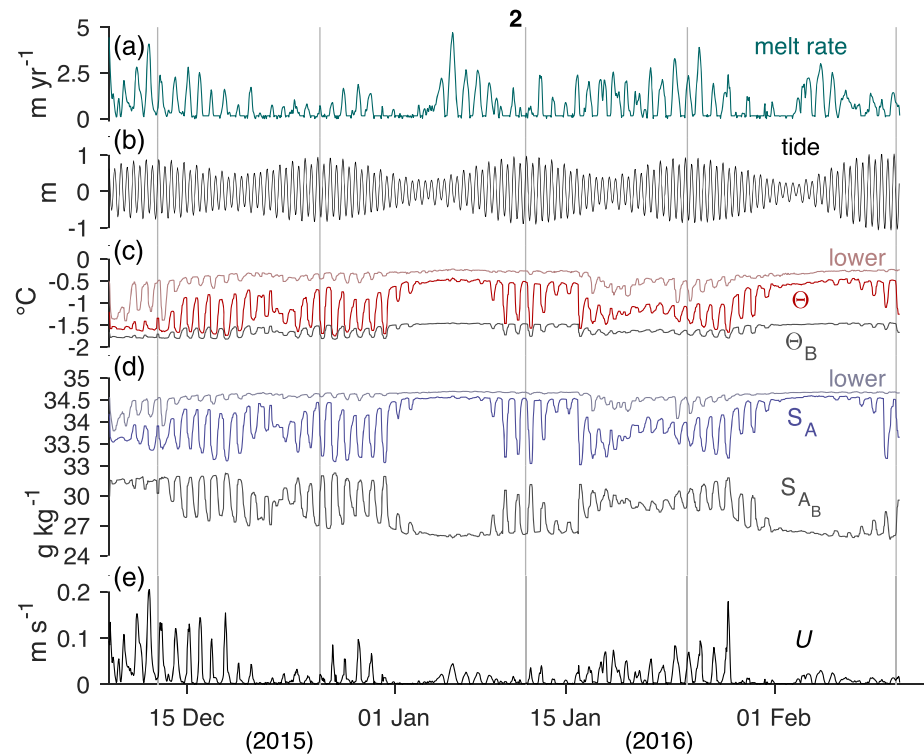 2
(a)
melt rate
m yr-1
5
2.5
0
(b)
tide
m
1
0
-1
(c)
lower
°C
0
-0.5
-1
-1.5
-2
Θ
ΘB
(d)
lower
35
34.5
34
33.5
33
SA
g kg-1
30
27
24
SAB
(e)
m s-1
0.2
0.1
0
U
15 Dec
01 Jan
15 Jan
01 Feb
(2015)
(2016)